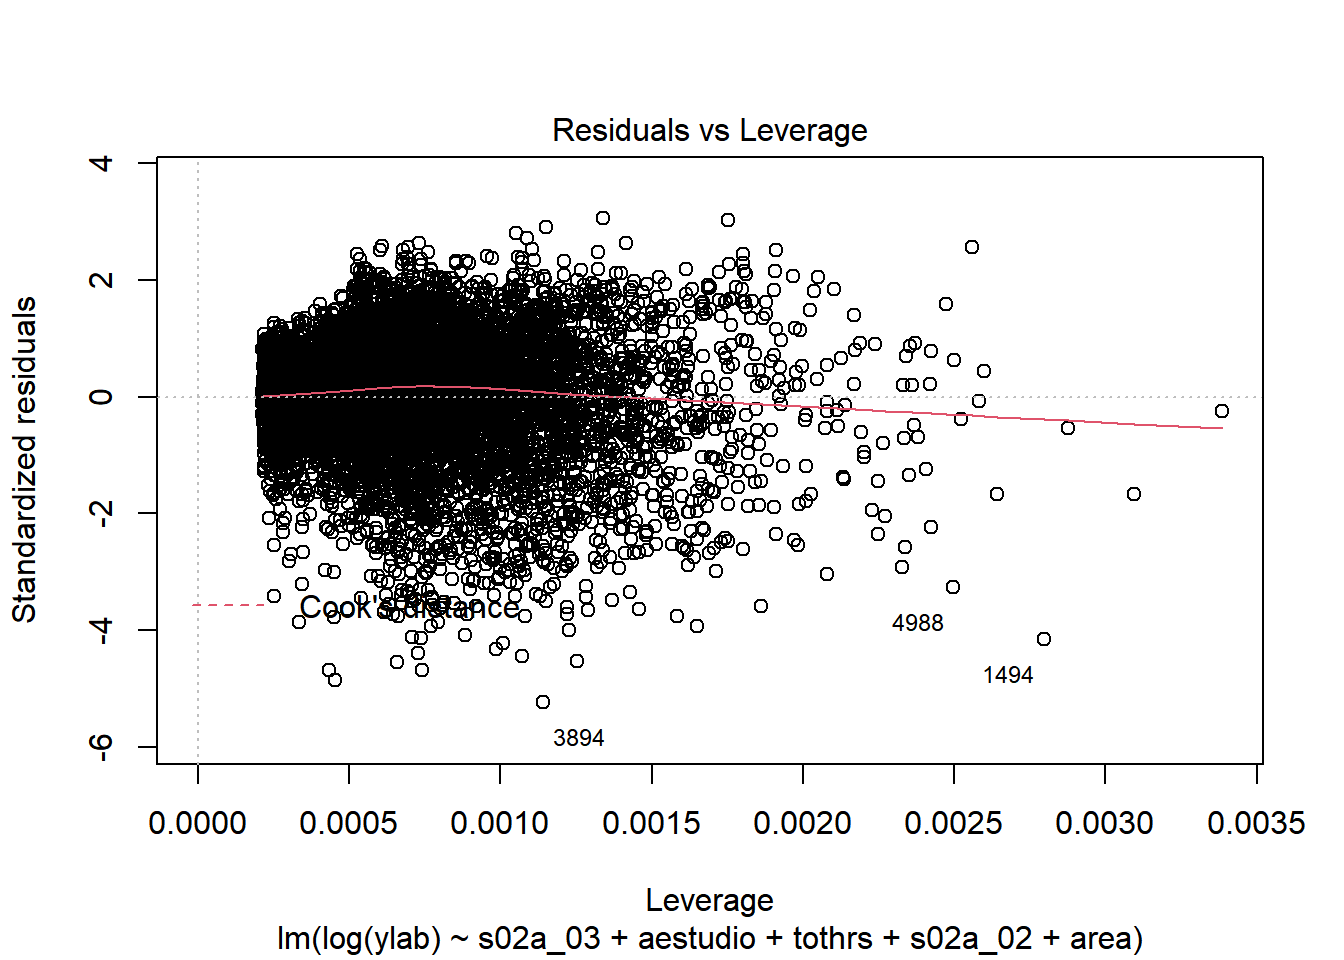 Residuals vs Leverage
Standardized residuals
4
2
0
-2
-4
-6
Cook's distance
4988
1494
3894
0.0000 0.0005 0.0010 0.0015 0.0020 0.0025 0.0030 0.0035
Leverage
lm(log(ylab) ~ s02a_03 + aestudio + tothrs + s02a_02 + area)